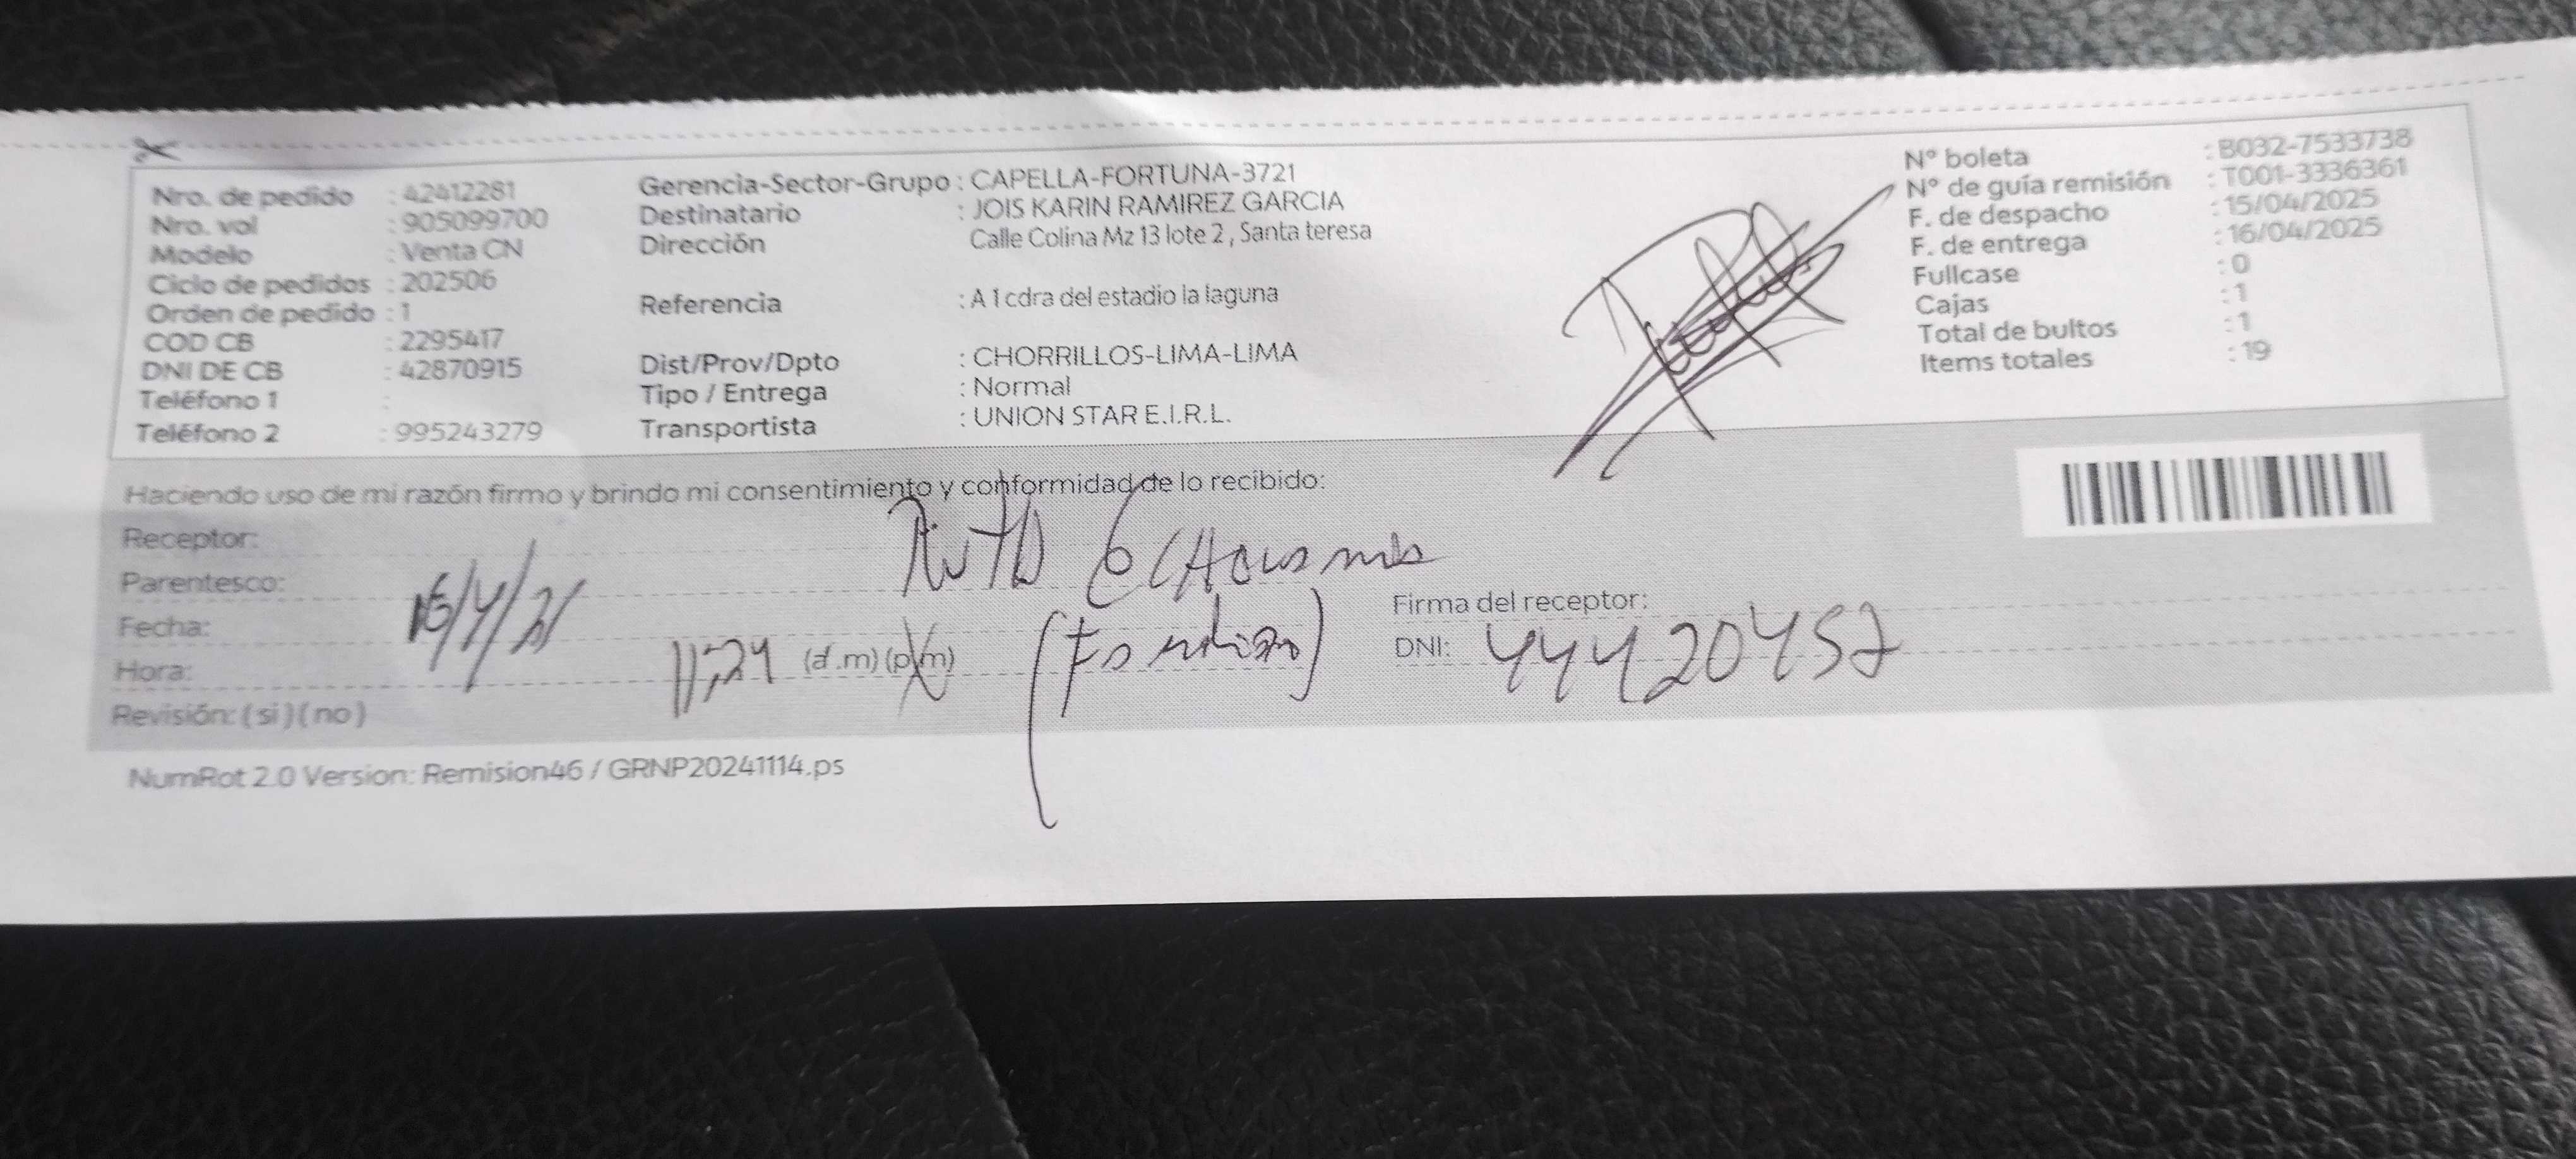 Nro. de pedido : 42412281
Nro. vol : 905099700
Modelo : Venta CN
Ciclo de pedidos : 202506
Orden de pedido : 1
COD CB : 2295417
DNI DE CB : 42870915
Teléfono 1 :
Teléfono 2 : 995243279
Gerencia-Sector-Grupo : CAPELLA-FORTUNA-3721
Destinatario : JOIS KARIN RAMIREZ GARCIA
Dirección Calle Colina Mz 13 lote 2 , Santa teresa
Referencia : A 1 cdra del estadio la laguna
Dist/Prov/Dpto : CHORRILLOS-LIMA-LIMA
Tipo / Entrega : Normal
Transportista : UNION STAR E.I.R.L.
N° boleta : B032-7533738
N° de guía remisión : T001-3336361
F. de despacho : 15/04/2025
F. de entrega : 16/04/2025
Fullcase : 0
Cajas : 1
Total de bultos : 1
Items totales : 19
Haciendo uso de mi razón firmo y brindo mi consentimiento y conformidad de lo recibido:
Receptor:
Parentesco:
Fecha:
Hora: 11:24 (a.m) (p.m)
Revisión: ( si ) ( no )
Firma del receptor:
DNI: 44420457
NumRot 2.0 Version: Remision46 / GRNP20241114.ps